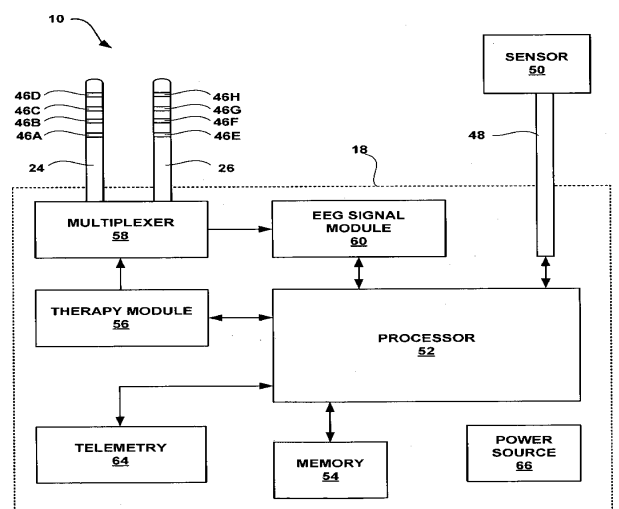 10
SENSOR
50
46D
46C
46B
46A
46H
46G
46F
46E
48
24
26
18
MULTIPLEXER
58
EEG SIGNAL
MODULE
60
THERAPY MODULE
56
PROCESSOR
52
TELEMETRY
64
MEMORY
54
POWER
SOURCE
66